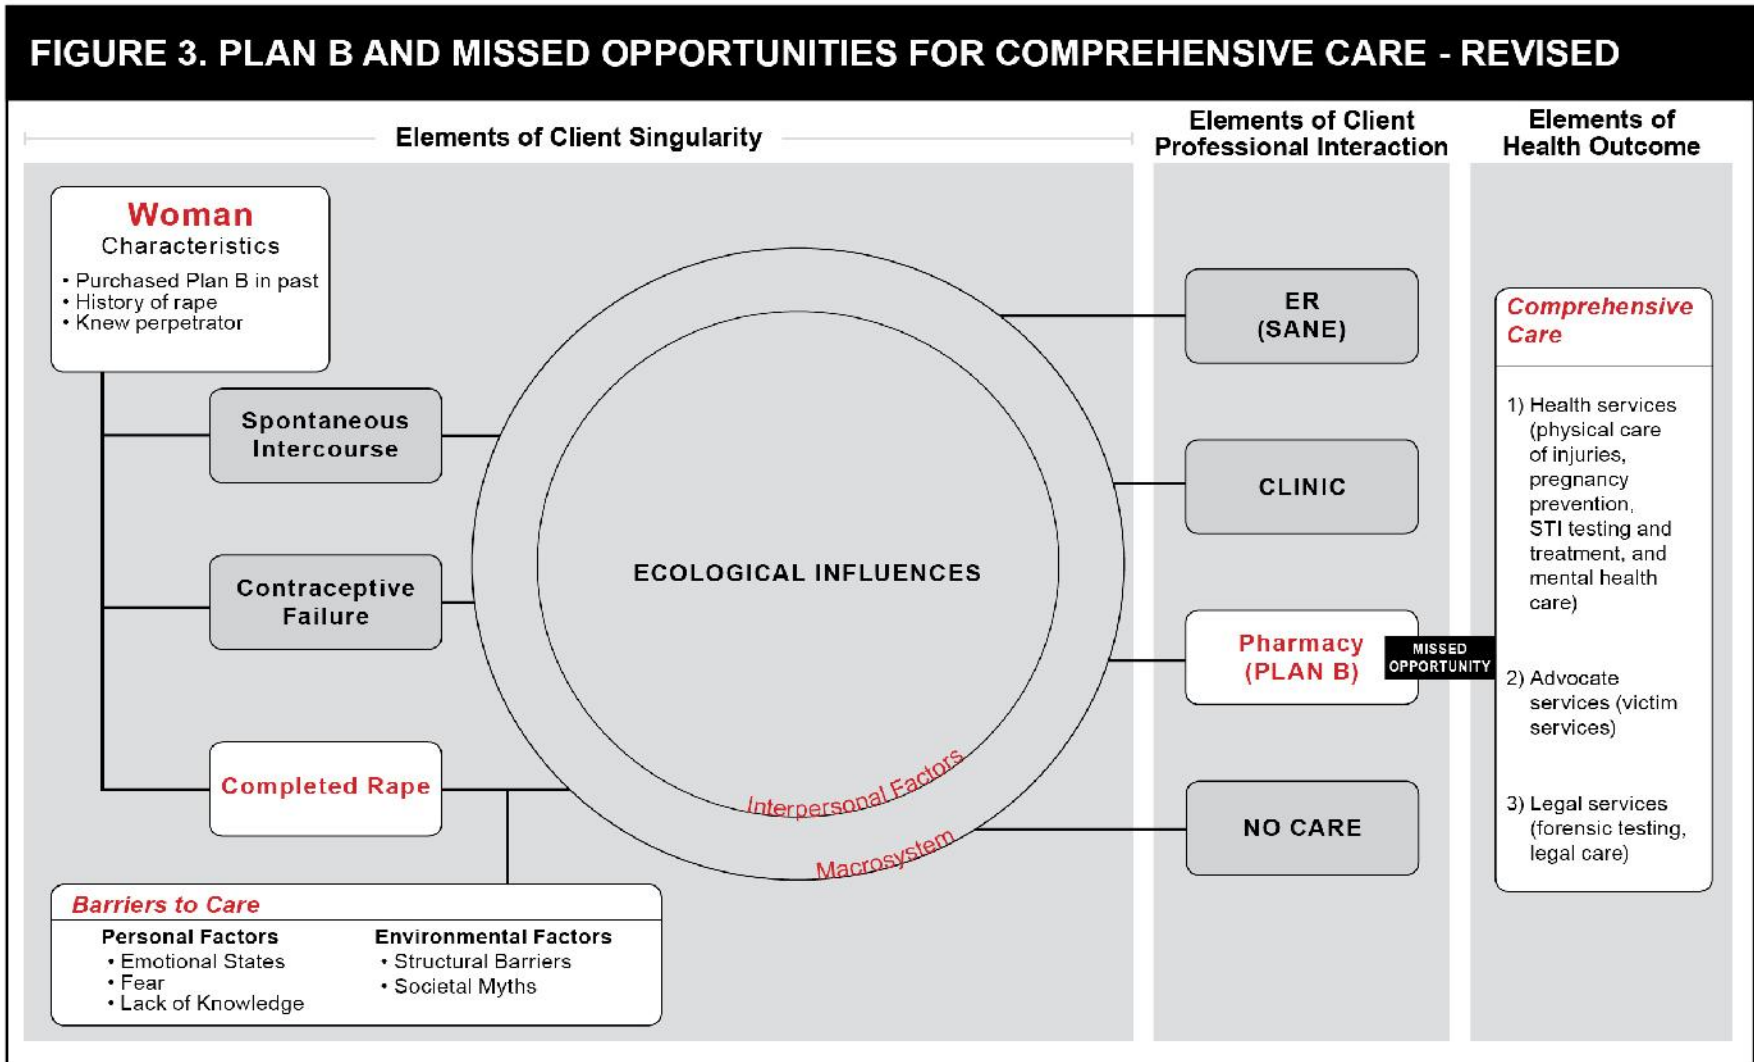 FIGURE 3. PLAN B AND MISSED OPPORTUNITIES FOR COMPREHENSIVE CARE - REVISED
Elements of Client Singularity
Elements of Client
Professional Interaction
Elements of
Health Outcome
Woman
Characteristics
• Purchased Plan B in past
• History of rape
• Knew perpetrator
Spontaneous
Intercourse
Contraceptive
Failure
Completed Rape
Barriers to Care
Personal Factors
• Emotional States
• Fear
• Lack of Knowledge
Environmental Factors
• Structural Barriers
• Societal Myths
ECOLOGICAL INFLUENCES
Interpersonal Factors
Macrosystem
ER
(SANE)
CLINIC
Pharmacy
(PLAN B)
NO CARE
MISSED
OPPORTUNITY
Comprehensive
Care
1) Health services
(physical care
of injuries,
pregnancy
prevention,
STI testing and
treatment, and
mental health
care)
2) Advocate
services (victim
services)
3) Legal services
(forensic testing,
legal care)